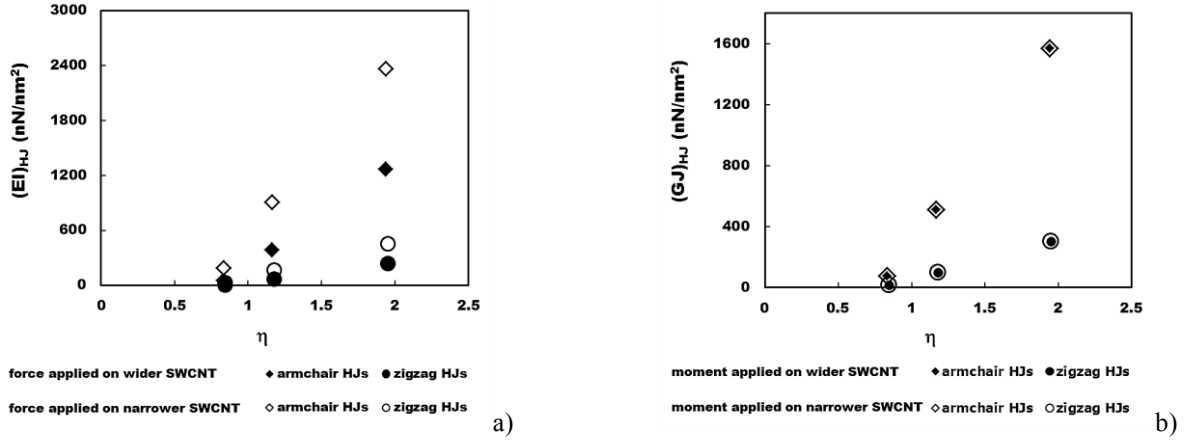 3000
2400
1800
1200
600
0
(EI)HJ (nN/nm²)
0 0.5 1 1.5 2 2.5
η
force applied on wider SWCNT ◆ armchair HJs ● zigzag HJs
force applied on narrower SWCNT ◇ armchair HJs ○ zigzag HJs
a)
1600
1200
800
400
0
(GJ)HJ (nN/nm²)
0 0.5 1 1.5 2 2.5
η
moment applied on wider SWCNT ◆ armchair HJs ● zigzag HJs
moment applied on narrower SWCNT ◇ armchair HJs ○ zigzag HJs
b)